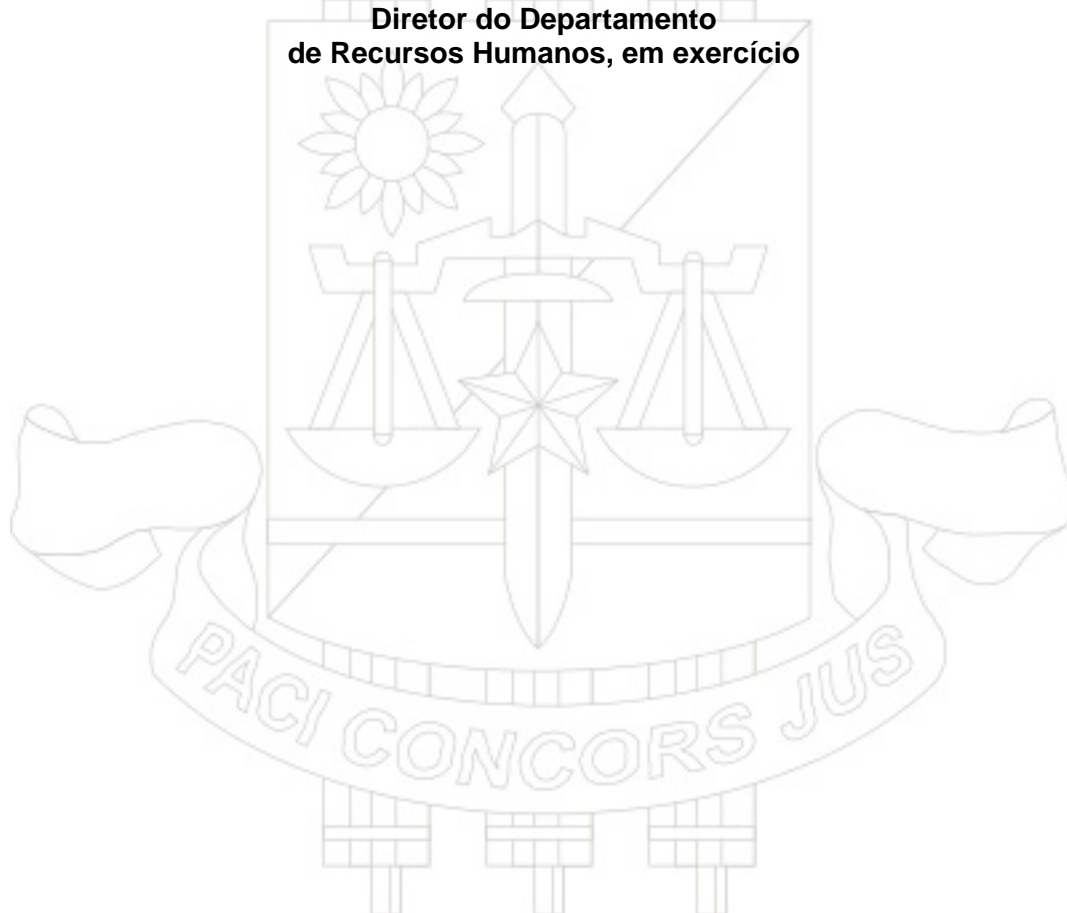 Diretor do Departamento
de Recursos Humanos, em exercício
PACI CONCORS JUS